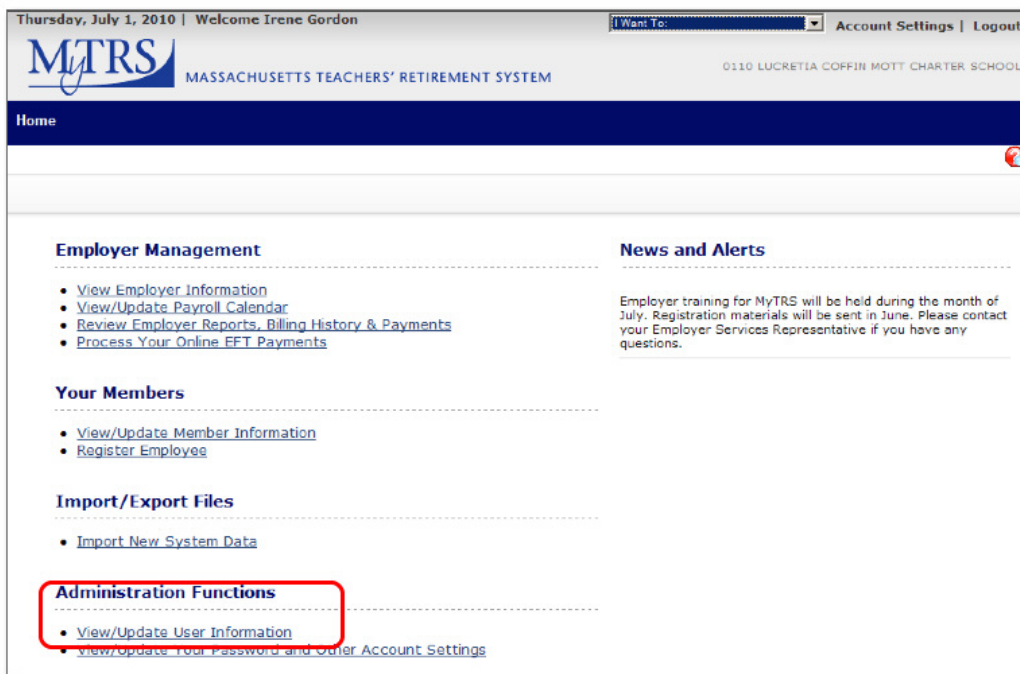 Thursday, July 1, 2010 | Welcome Irene Gordon
I Want To:
Account Settings | Logout
MyTRS
MASSACHUSETTS TEACHERS' RETIREMENT SYSTEM
0110 LUCRETIA COFFIN MOTT CHARTER SCHOOL
Home
Employer Management
• View Employer Information
• View/Update Payroll Calendar
• Review Employer Reports, Billing History & Payments
• Process Your Online EFT Payments
Your Members
• View/Update Member Information
• Register Employee
Import/Export Files
• Import New System Data
Administration Functions
• View/Update User Information
• View/Update Your Password and Other Account Settings
News and Alerts
Employer training for MyTRS will be held during the month of
July. Registration materials will be sent in June. Please contact
your Employer Services Representative if you have any
questions.